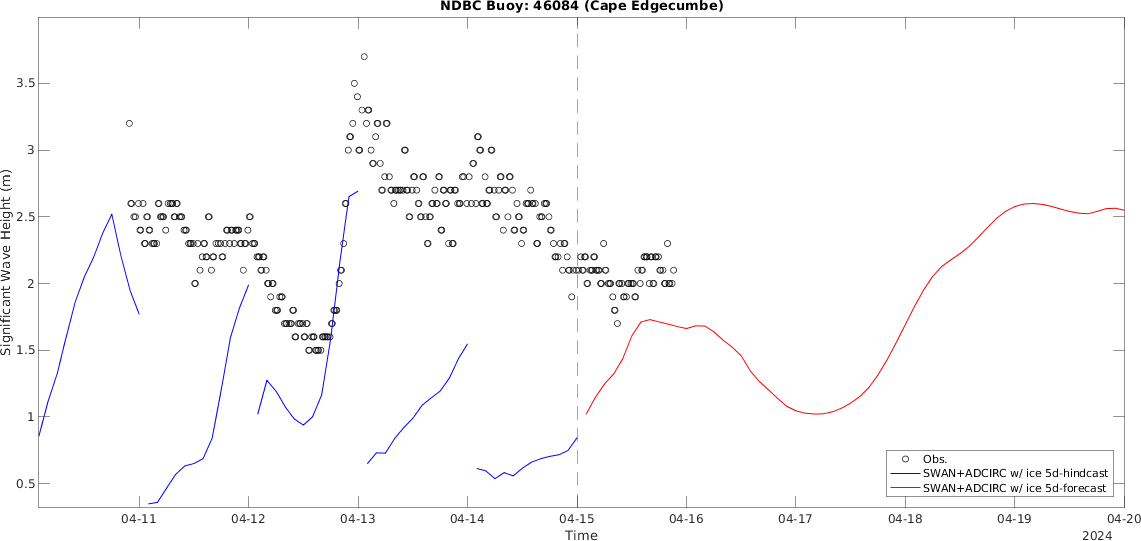 NDBC Buoy: 46084 (Cape Edgecumbe)
Significant Wave Height (m)
3.5
3
2.5
2
1.5
1
0.5
Obs.
SWAN+ADCIRC w/ ice 5d-hindcast
SWAN+ADCIRC w/ ice 5d-forecast
04-11 04-12 04-13 04-14 04-15 04-16 04-17 04-18 04-19 04-20
Time
2024